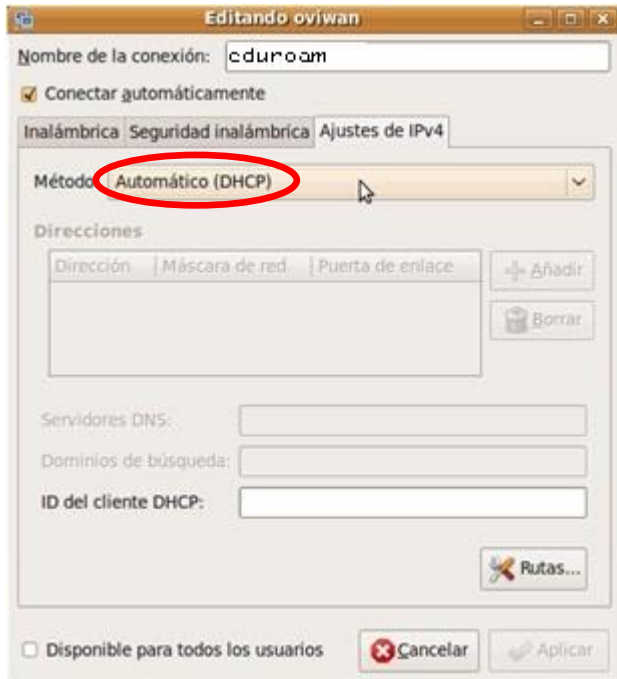 Editando oviwan
Nombre de la conexión: eduroam
Conectar automáticamente
Inalámbrica Seguridad inalámbrica Ajustes de IPv4
Método Automático (DHCP)
Direcciones
Dirección Máscara de red Puerta de enlace
Añadir
Borrar
Servidores DNS:
Dominios de búsqueda:
ID del cliente DHCP:
Rutas...
Disponible para todos los usuarios Cancelar Aplicar